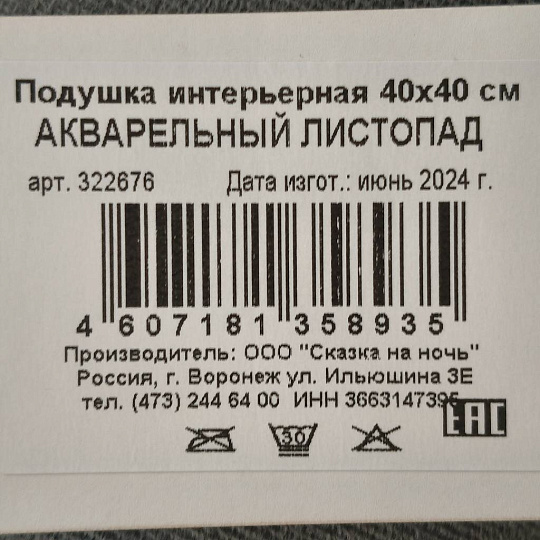 Подушка интерьерная 40х40 см
АКВАРЕЛЬНЫЙ ЛИСТОПАД
арт. 322676 Дата изгот.: июнь 2024 г.
4 607181 358935
Производитель: ООО "Сказка на ночь"
Россия, г. Воронеж ул. Ильюшина 3Е
тел. (473) 244 64 00 ИНН 3663147395
EAC
30